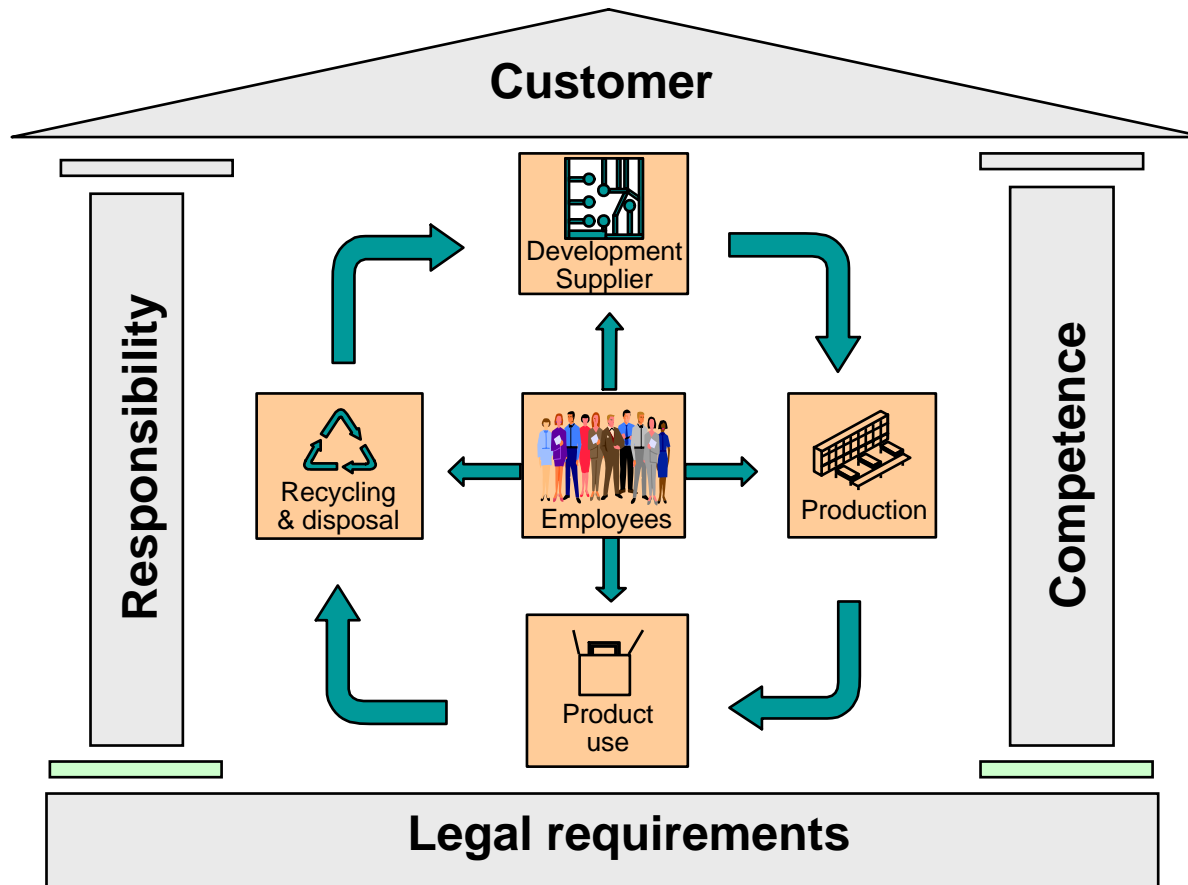 Customer
Development
Supplier
Responsibility
Competence
Recycling
& disposal
Employees
Production
Product
use
Legal requirements